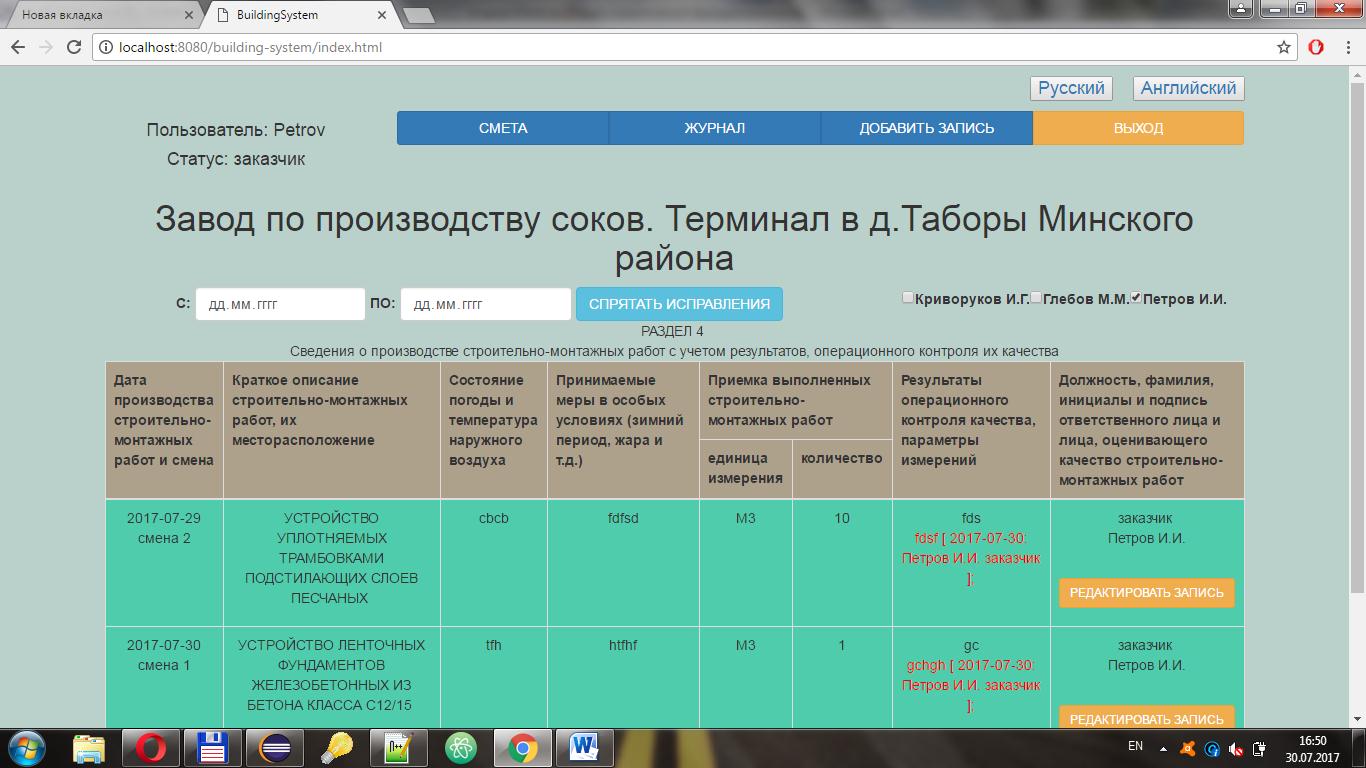 Новая вкладка
BuildingSystem
localhost:8080/building-system/index.html
Русский
Английский
Пользователь: Petrov
Статус: заказчик
СМЕТА
ЖУРНАЛ
ДОБАВИТЬ ЗАПИСЬ
ВЫХОД
Завод по производству соков. Терминал в д.Таборы Минского
района
С: дд.мм.гггг ПО: дд.мм.гггг СПРЯТАТЬ ИСПРАВЛЕНИЯ
Криворуков И.Г. Глебов М.М. Петров И.И.
РАЗДЕЛ 4
Сведения о производстве строительно-монтажных работ с учетом результатов, операционного контроля их качества
Дата
производства
строительно-
монтажных
работ и смена
Краткое описание
строительно-монтажных
работ, их
месторасположение
Состояние
погоды и
температура
наружного
воздуха
Принимаемые
меры в особых
условиях (зимний
период, жара и
т.д.)
Приемка выполненных
строительно-
монтажных работ
единица
измерения
количество
Результаты
операционного
контроля качества,
параметры
измерений
Должность, фамилия,
инициалы и подпись
ответственного лица и
лица, оценивающего
качество строительно-
монтажных работ
2017-07-29
смена 2
УСТРОЙСТВО
УПЛОТНЯЕМЫХ
ТРАМБОВКАМИ
ПОДСТИЛАЮЩИХ СЛОЕВ
ПЕСЧАНЫХ
cbcb
fdfsd
М3
10
fds
fdsf [ 2017-07-30:
Петров И.И. заказчик
];
заказчик
Петров И.И.
РЕДАКТИРОВАТЬ ЗАПИСЬ
2017-07-30
смена 1
УСТРОЙСТВО ЛЕНТОЧНЫХ
ФУНДАМЕНТОВ
ЖЕЛЕЗОБЕТОННЫХ ИЗ
БЕТОНА КЛАССА С12/15
tfh
htfhf
М3
1
gc
gchgh [ 2017-07-30:
Петров И.И. заказчик
];
заказчик
Петров И.И.
РЕДАКТИРОВАТЬ ЗАПИСЬ
EN
16:50
30.07.2017